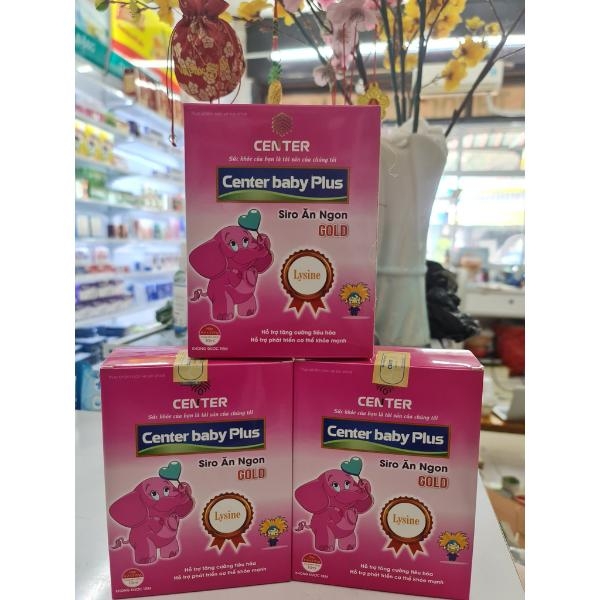 CENTER
Sức khỏe của bạn là tài sản của chúng tôi
Center baby Plus
Siro Ăn Ngon
GOLD
Lysine
Hỗ trợ tăng cường tiêu hóa
Hỗ trợ phát triển cơ thể khỏe mạnh
CENTER
Sức khỏe của bạn là tài sản của chúng tôi
Center baby Plus
Siro Ăn Ngon
GOLD
Lysine
Hỗ trợ tăng cường tiêu hóa
Hỗ trợ phát triển cơ thể khỏe mạnh
CENTER
Sức khỏe của bạn là tài sản của chúng tôi
Center baby Plus
Siro Ăn Ngon
GOLD
Lysine
Hỗ trợ tăng cường tiêu hóa
Hỗ trợ phát triển cơ thể khỏe mạnh